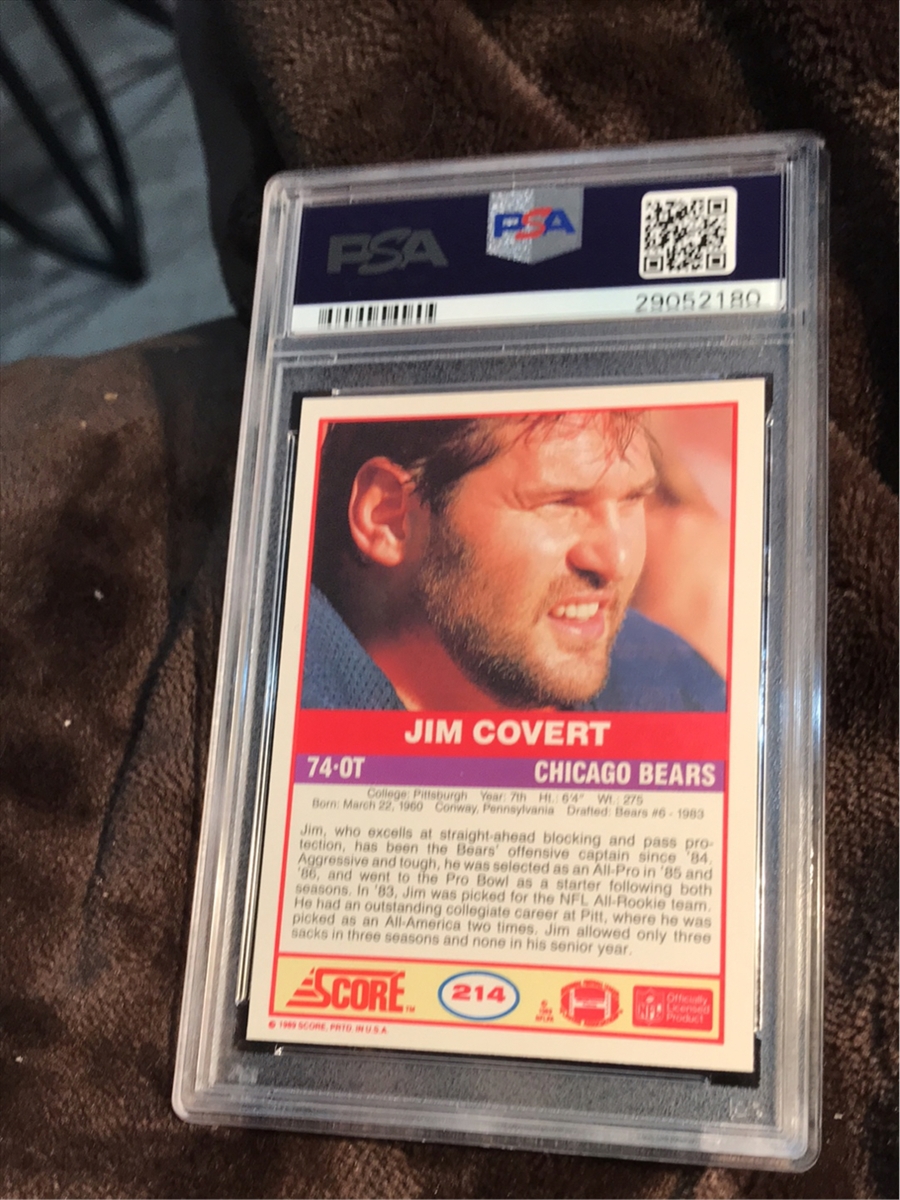 PSA
PSA
29052180
JIM COVERT
74·OT CHICAGO BEARS
College: Pittsburgh Year: 7th Ht.: 6'4" Wt.: 275
Born: March 22, 1960 Conway, Pennsylvania Drafted: Bears #6 - 1983
Jim, who excells at straight-ahead blocking and pass pro-
tection, has been the Bears' offensive captain since '84.
Aggressive and tough, he was selected as an All-Pro in '85 and
'86, and went to the Pro Bowl as a starter following both
seasons. In '83, Jim was picked for the NFL All-Rookie team.
He had an outstanding collegiate career at Pitt, where he was
picked as an All-America two times. Jim allowed only three
sacks in three seasons and none in his senior year.
SCORE™ 214
NFL Officially
Licensed
Product
© 1989 SCORE, PRTD. IN U.S.A.